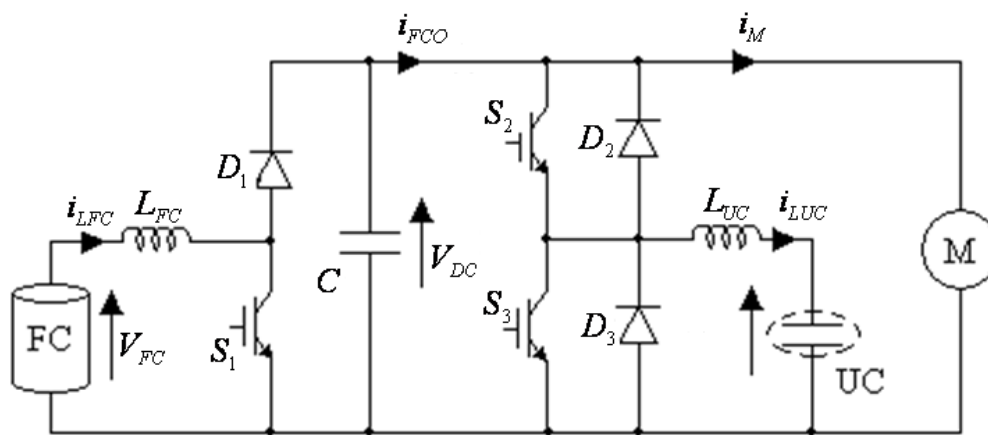 i_FCO
i_M
S_2
D_2
D_1
i_LFC
L_FC
L_UC
i_LUC
C
V_DC
M
S_3
D_3
FC
V_FC
S_1
UC